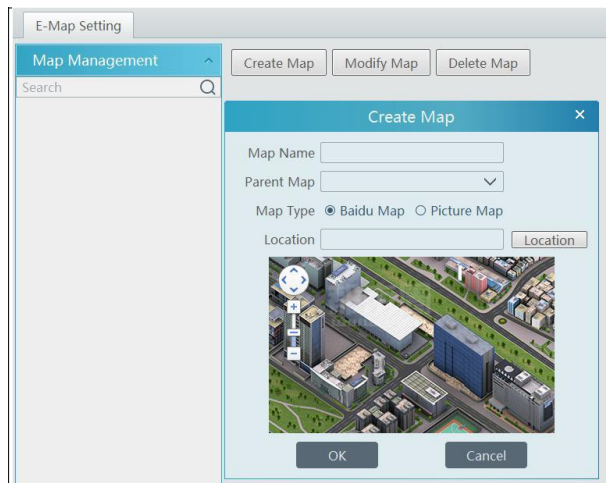 E-Map Setting
Map Management
Create Map Modify Map Delete Map
Search
Create Map
Map Name
Parent Map
Map Type Baidu Map Picture Map
Location Location
OK Cancel